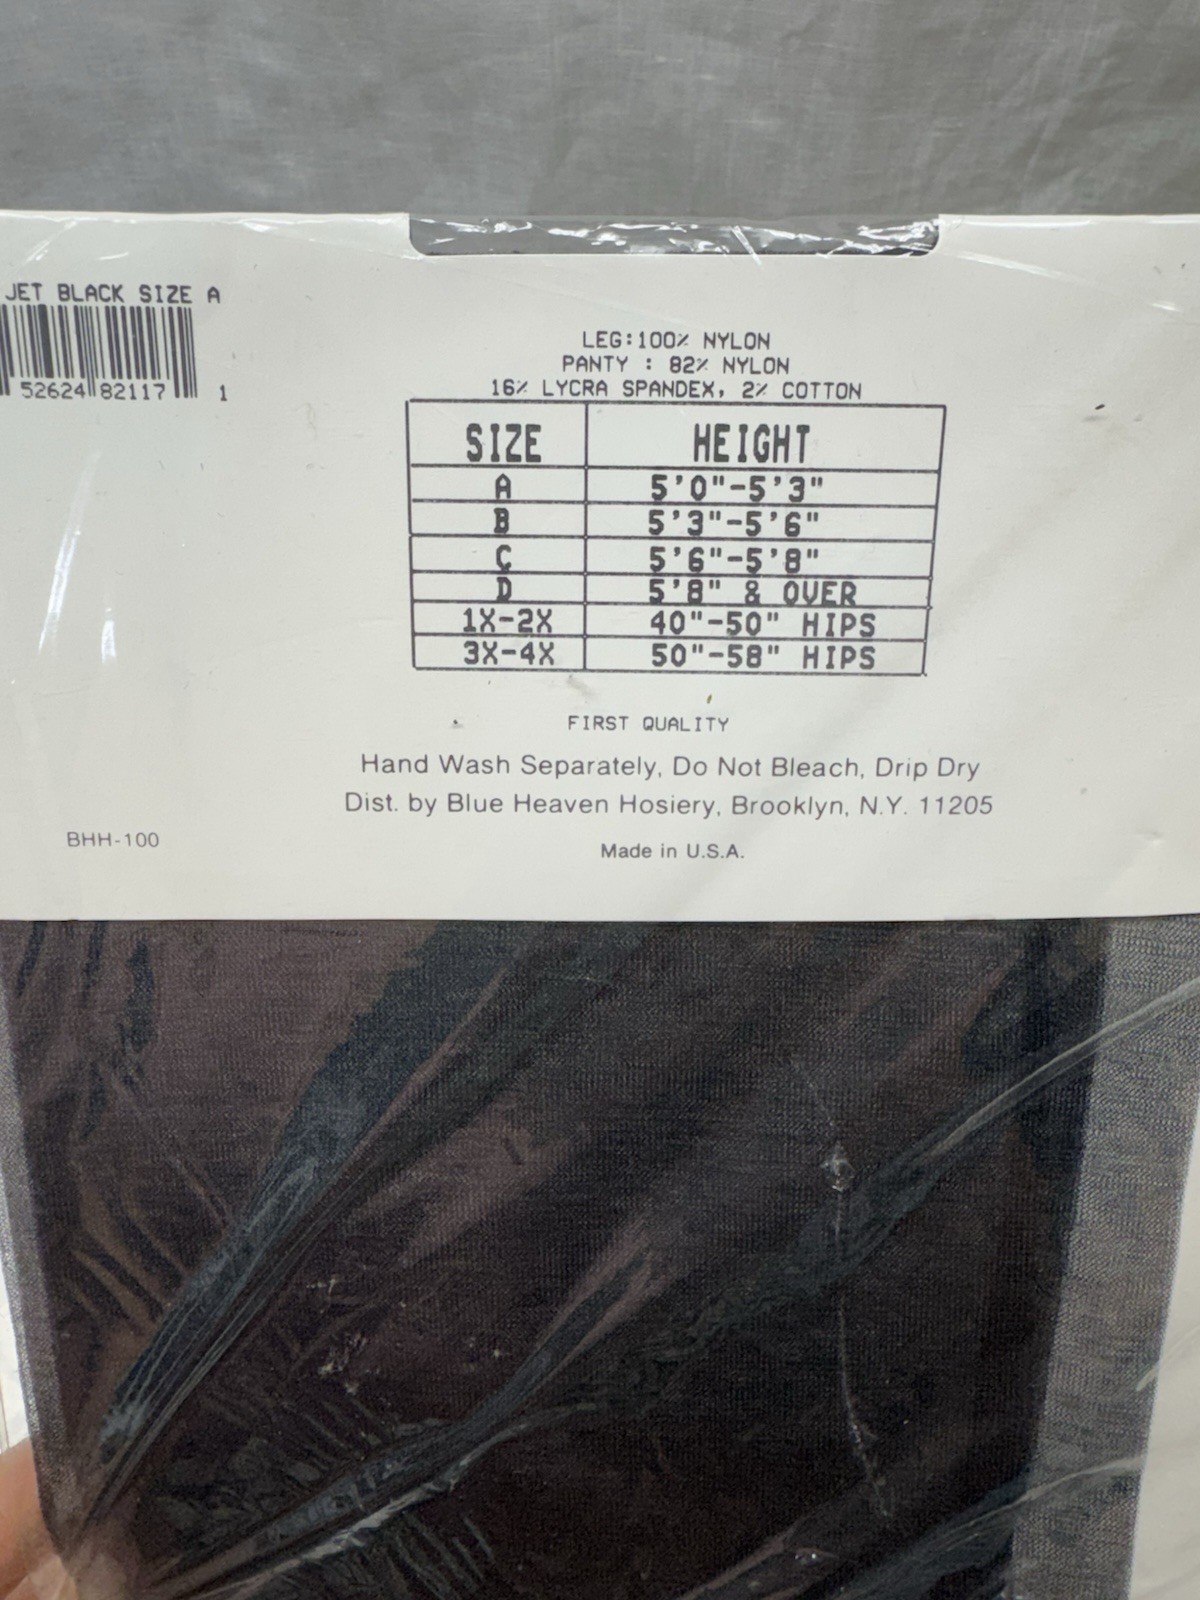 JET BLACK SIZE A
52624 82117 1
LEG:100% NYLON
PANTY : 82% NYLON
16% LYCRA SPANDEX, 2% COTTON
SIZE HEIGHT
A 5'0"-5'3"
B 5'3"-5'6"
C 5'6"-5'8"
D 5'8" & OVER
1X-2X 40"-50" HIPS
3X-4X 50"-58" HIPS
FIRST QUALITY
Hand Wash Separately, Do Not Bleach, Drip Dry
Dist. by Blue Heaven Hosiery, Brooklyn, N.Y. 11205
BHH-100
Made in U.S.A.